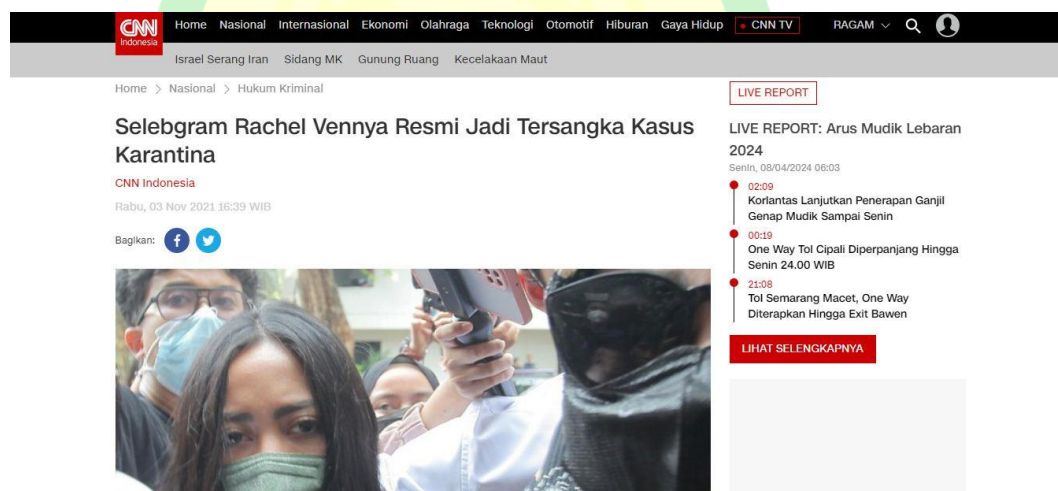 CNN
Indonesia
Home Nasional Internasional Ekonomi Olahraga Teknologi Otomotif Hiburan Gaya Hidup CNN TV RAGAM
Israel Serang Iran Sidang MK Gunung Ruang Kecelakaan Maut
Home > Nasional > Hukum Kriminal
Selebgram Rachel Vennya Resmi Jadi Tersangka Kasus
Karantina
CNN Indonesia
Rabu, 03 Nov 2021 16:39 WIB
Bagikan:
LIVE REPORT
LIVE REPORT: Arus Mudik Lebaran
2024
Senin, 08/04/2024 06:03
02:09
Korlantas Lanjutkan Penerapan Ganjil
Genap Mudik Sampai Senin
00:19
One Way Tol Cipali Diperpanjang Hingga
Senin 24.00 WIB
21:08
Tol Semarang Macet, One Way
Diterapkan Hingga Exit Bawen
LIHAT SELENGKAPNYA